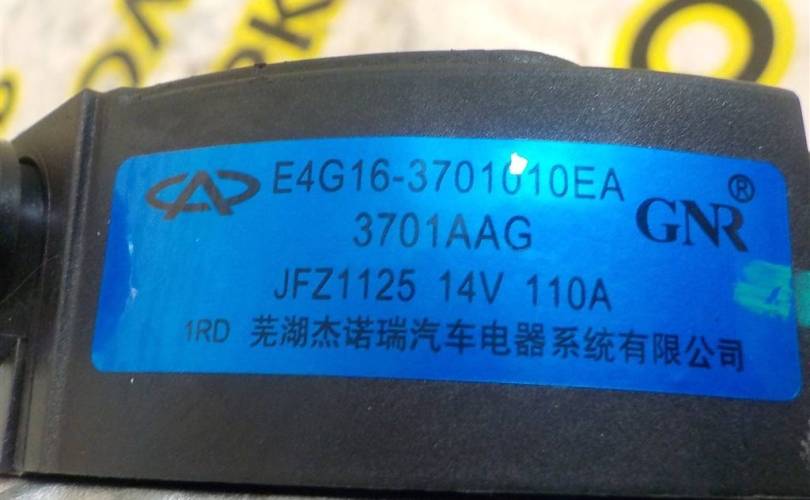 E4G16-3701010EA
3701AAG
GNR®
JFZ1125 14V 110A
1RD 芜湖杰诺瑞汽车电器系统有限公司